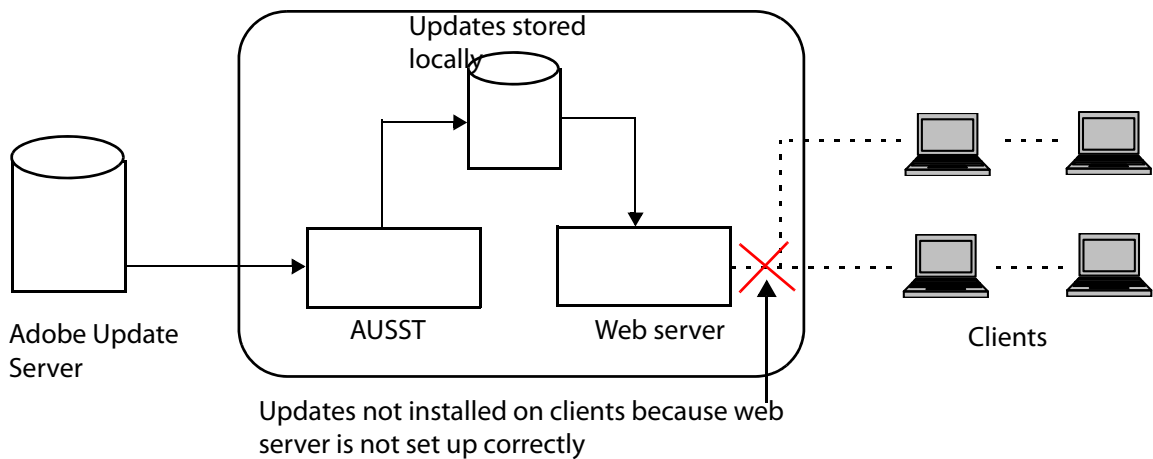 Updates stored
locally
Adobe Update
Server
AUSST
Web server
Clients
Updates not installed on clients because web
server is not set up correctly